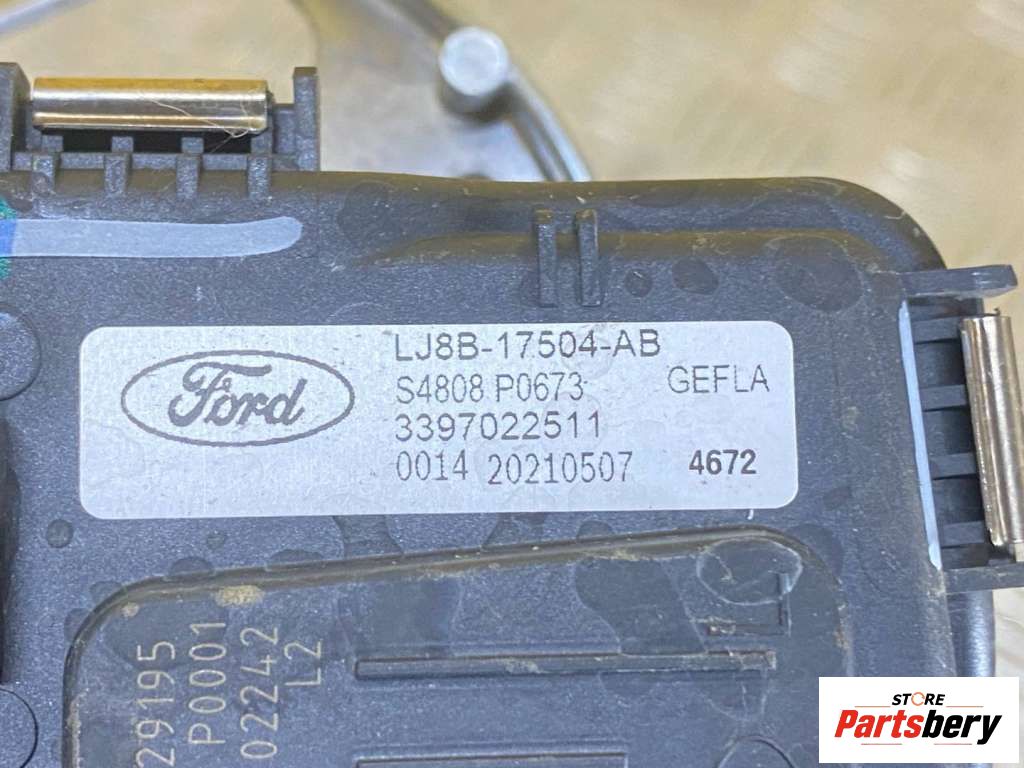 Ford
LJ8B-17504-AB
S4808 P0673 GEFLA
3397022511
0014 20210507 4672
29195
P0001
02242
L2
STORE
Partsbery